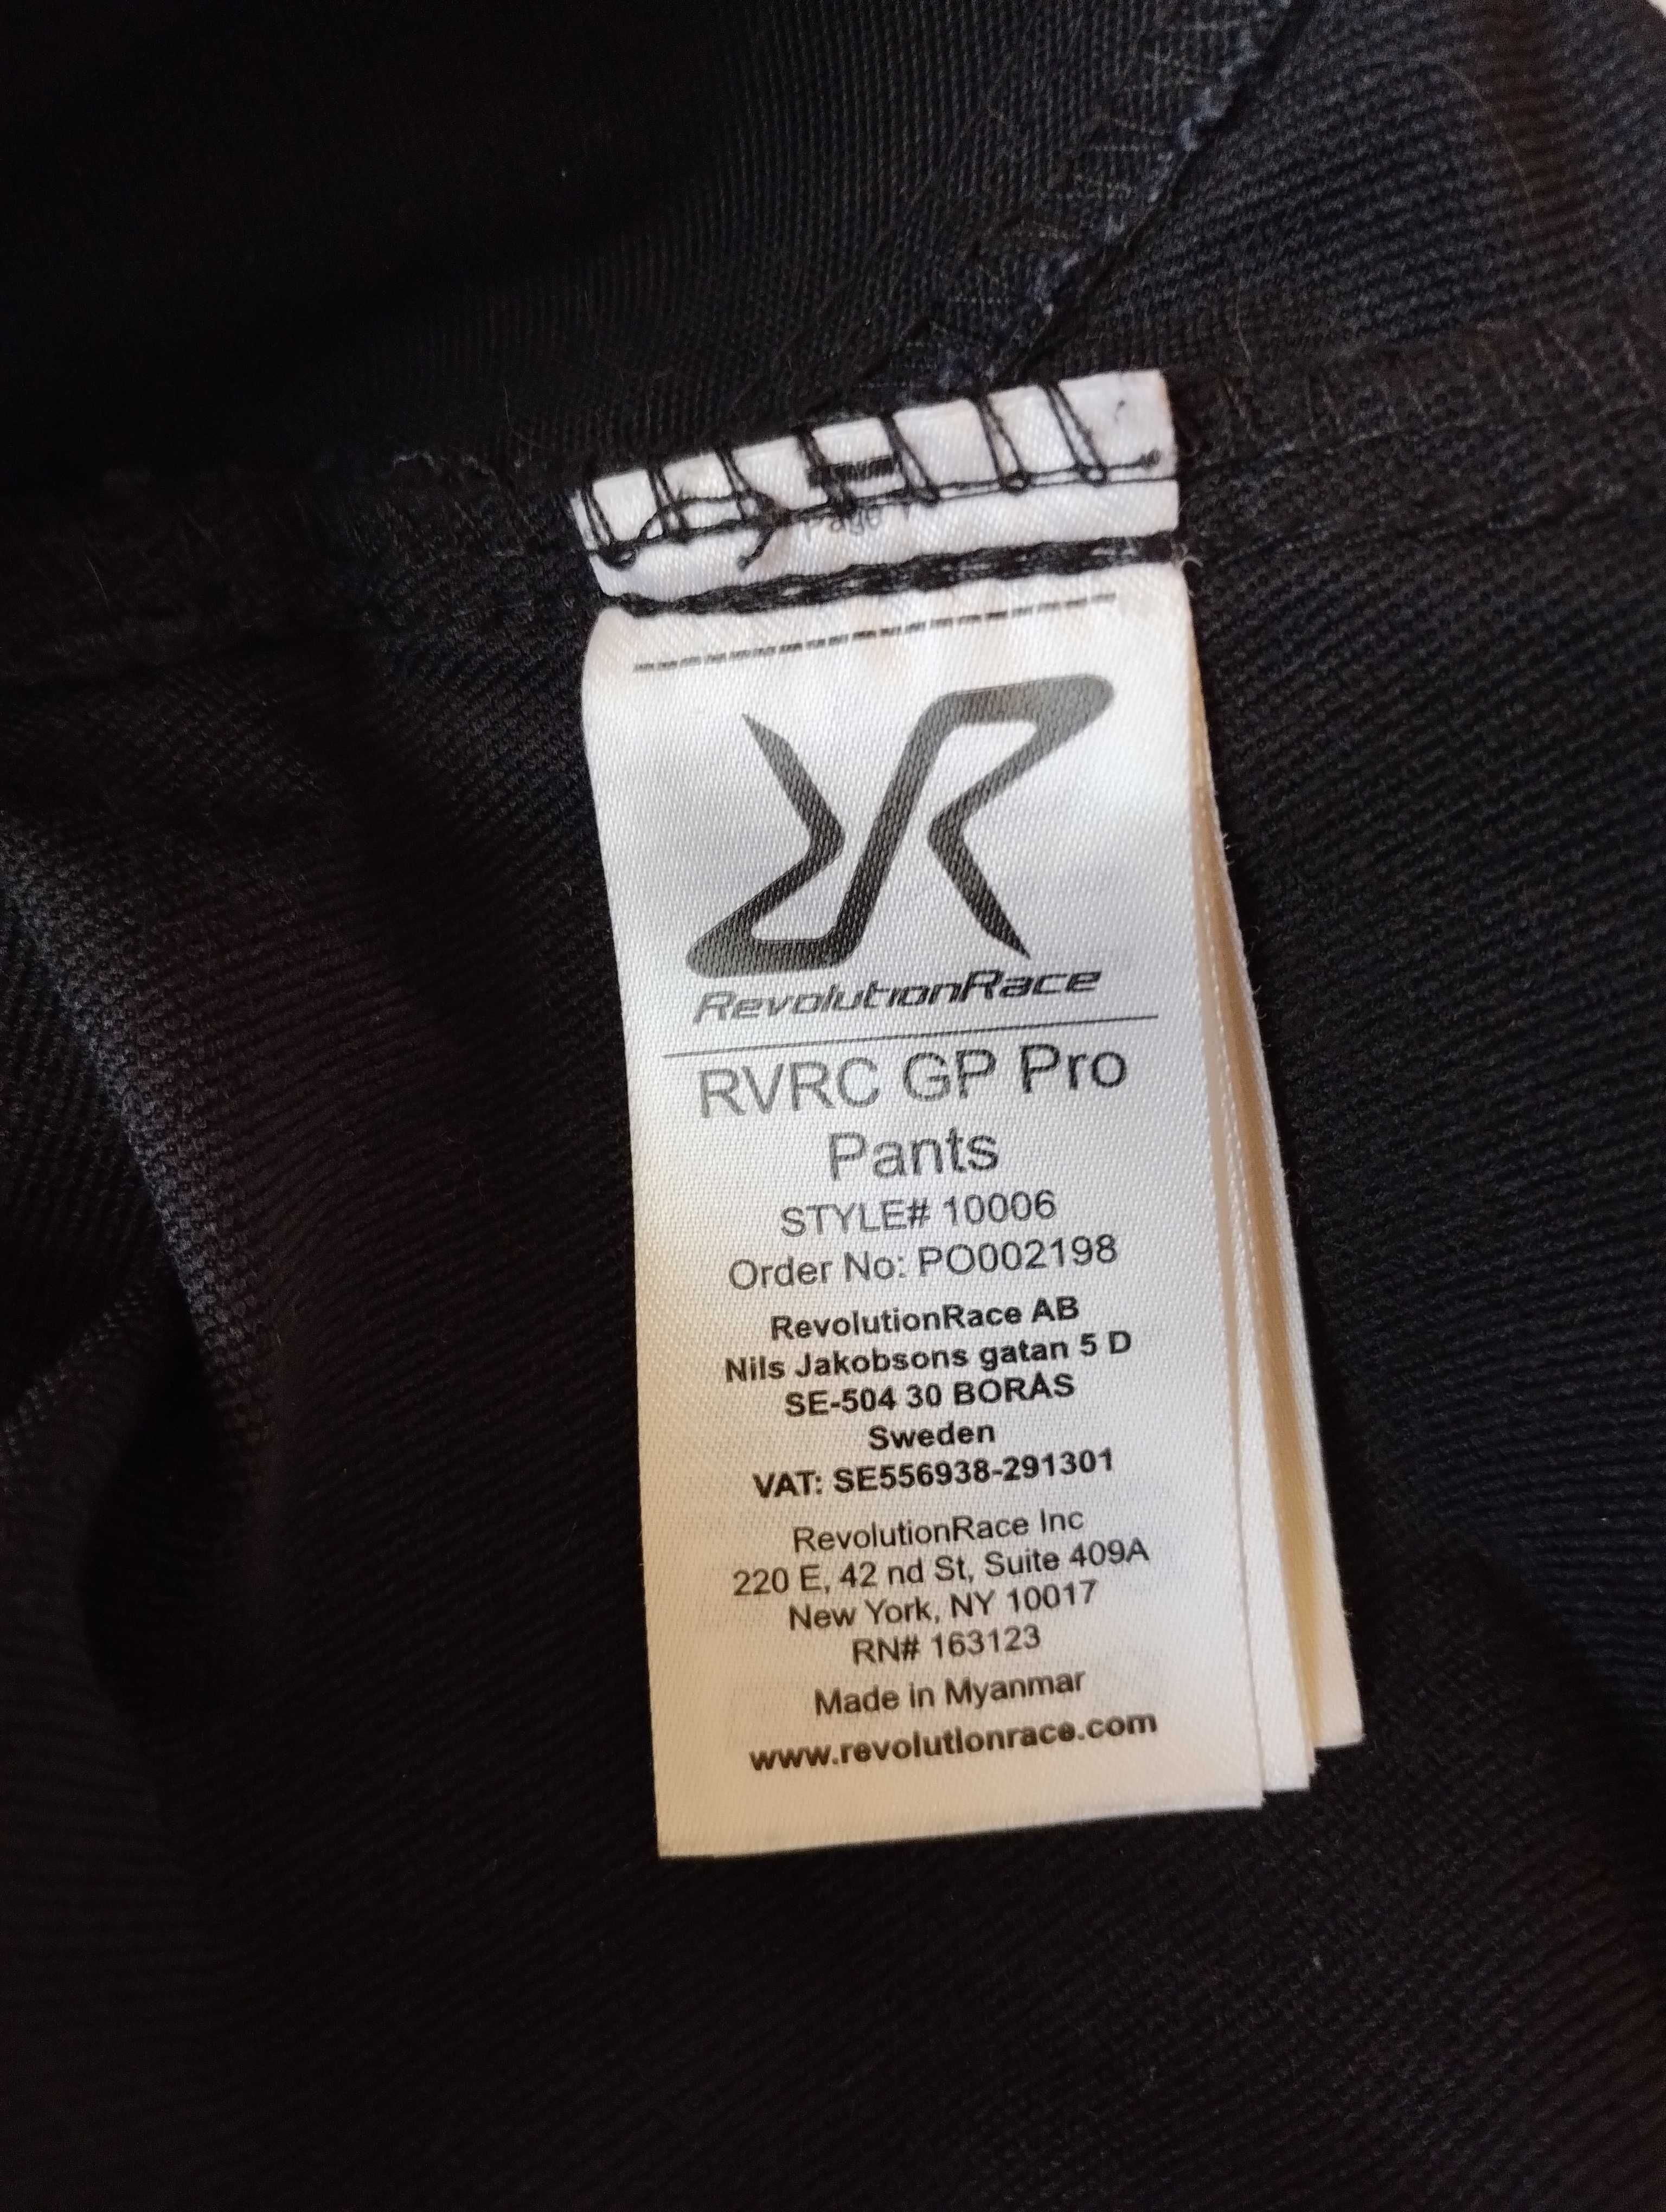 RevolutionRace
RVRC GP Pro
Pants
STYLE# 10006
Order No: PO002198
RevolutionRace AB
Nils Jakobsons gatan 5 D
SE-504 30 BORÅS
Sweden
VAT: SE556938-291301
RevolutionRace Inc
220 E, 42 nd St, Suite 409A
New York, NY 10017
RN# 163123
Made in Myanmar
www.revolutionrace.com